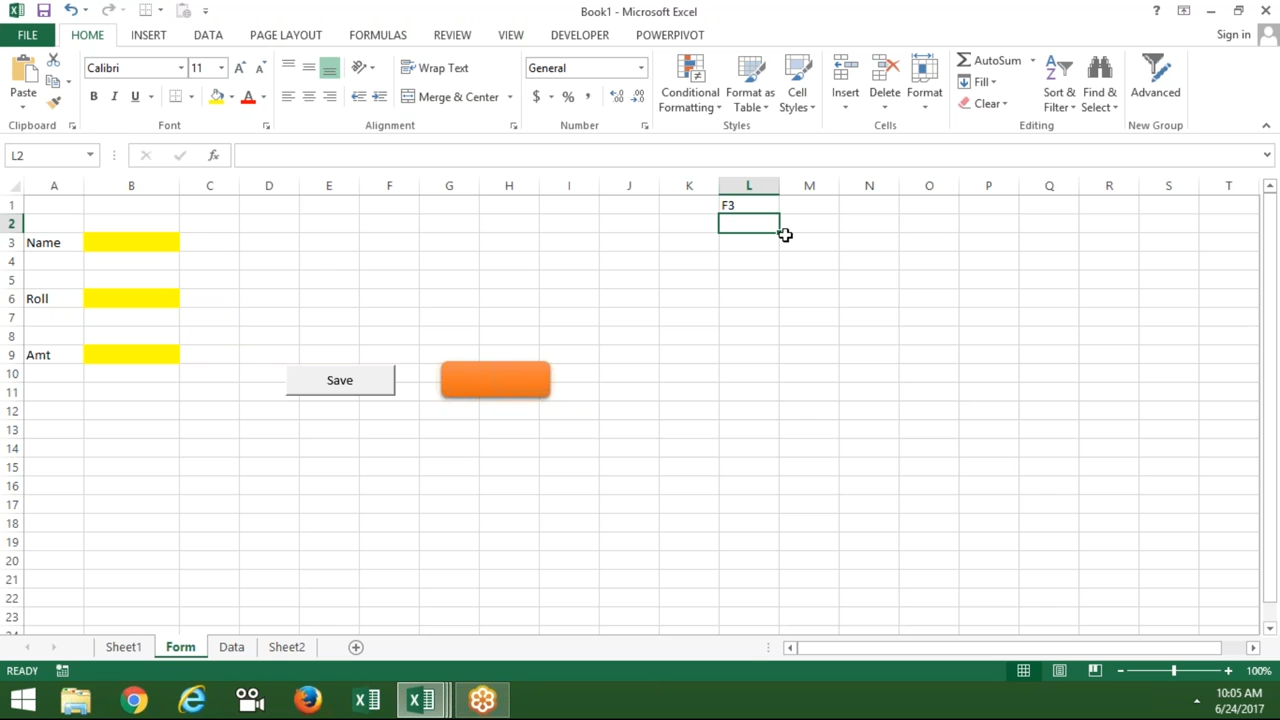 Book1 - Microsoft Excel
FILE HOME INSERT DATA PAGE LAYOUT FORMULAS REVIEW VIEW DEVELOPER POWERPIVOT Sign in
Paste
Calibri 11
B I U
Wrap Text
Merge & Center
General
$ % ,
Conditional Formatting
Format as Table
Cell Styles
Insert
Delete
Format
AutoSum
Fill
Clear
Sort & Filter
Find & Select
Advanced
Clipboard Font Alignment Number Styles Cells Editing New Group
L2 fx
A B C D E F G H I J K L M N O P Q R S T
1 F3
2
3 Name
4
5
6 Roll
7
8
9 Amt
10 Save
11
12
13
14
15
16
17
18
19
20
21
22
23
24
Sheet1 Form Data Sheet2
READY 100%
10:05 AM
6/24/2017